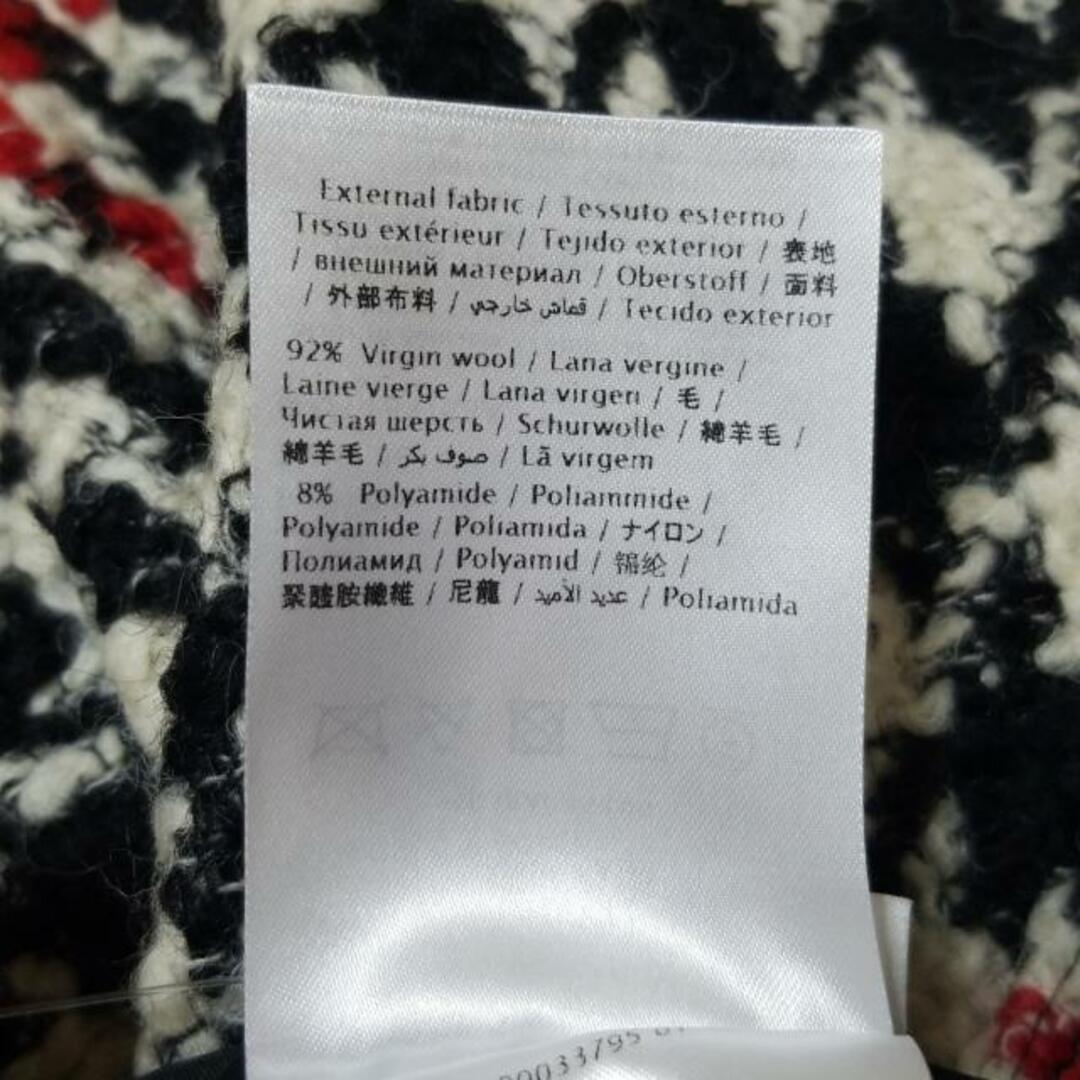 External fabric / Tessuto esterno /
Tissu extérieur / Tejido exterior / 表地
/ внешний материал / Oberstoff / 面料
/ 外部布料 / قماش خارجي / Tecido exterior
92% Virgin wool / Lana vergine /
Laine vierge / Lana virgen / 毛 /
Чистая шерсть / Schurwolle / 綿羊毛 /
綿羊毛 / صوف بكر / Lã virgem
8% Polyamide / Poliammide /
Polyamide / Poliamida / ナイロン /
Полиамид / Polyamid / 锦纶 /
聚醯胺纖維 / 尼龍 / عديد الأميد / Poliamida